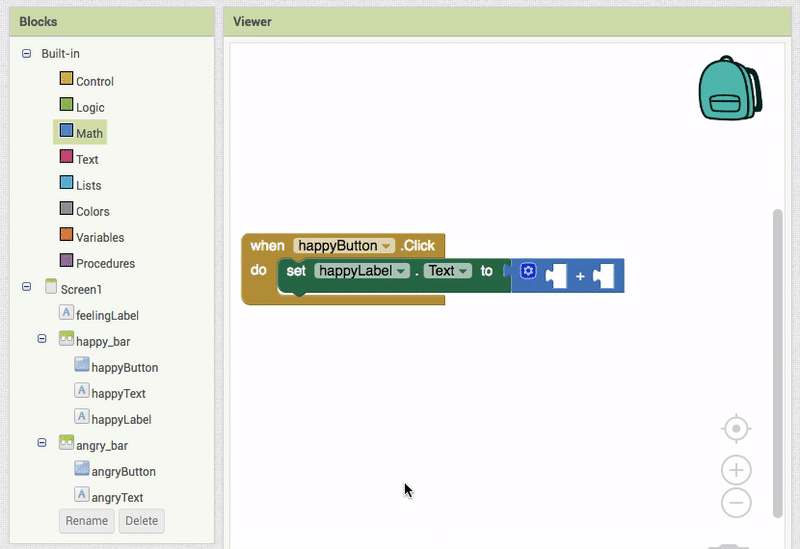 Blocks
Built-in
Control
Logic
Math
Text
Lists
Colors
Variables
Procedures
Screen1
A feelingLabel
happy_bar
happyButton
A happyText
A happyLabel
angry_bar
angryButton
A angryText
Rename Delete
Viewer
when happyButton .Click
do set happyLabel . Text to +